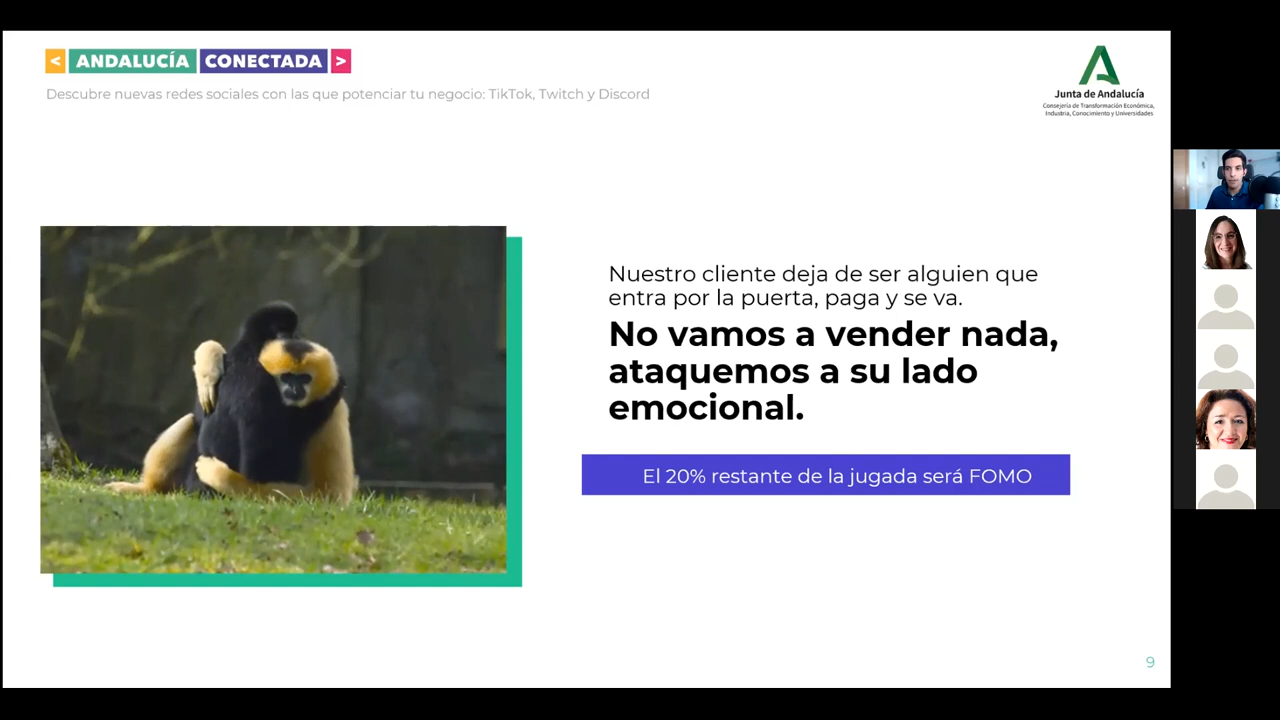 < ANDALUCÍA CONECTADA >
Descubre nuevas redes sociales con las que potenciar tu negocio: TikTok, Twitch y Discord
Junta de Andalucía
Consejería de Transformación Económica,
Industria, Conocimiento y Universidades
Nuestro cliente deja de ser alguien que
entra por la puerta, paga y se va.
No vamos a vender nada,
ataquemos a su lado
emocional.
El 20% restante de la jugada será FOMO
9